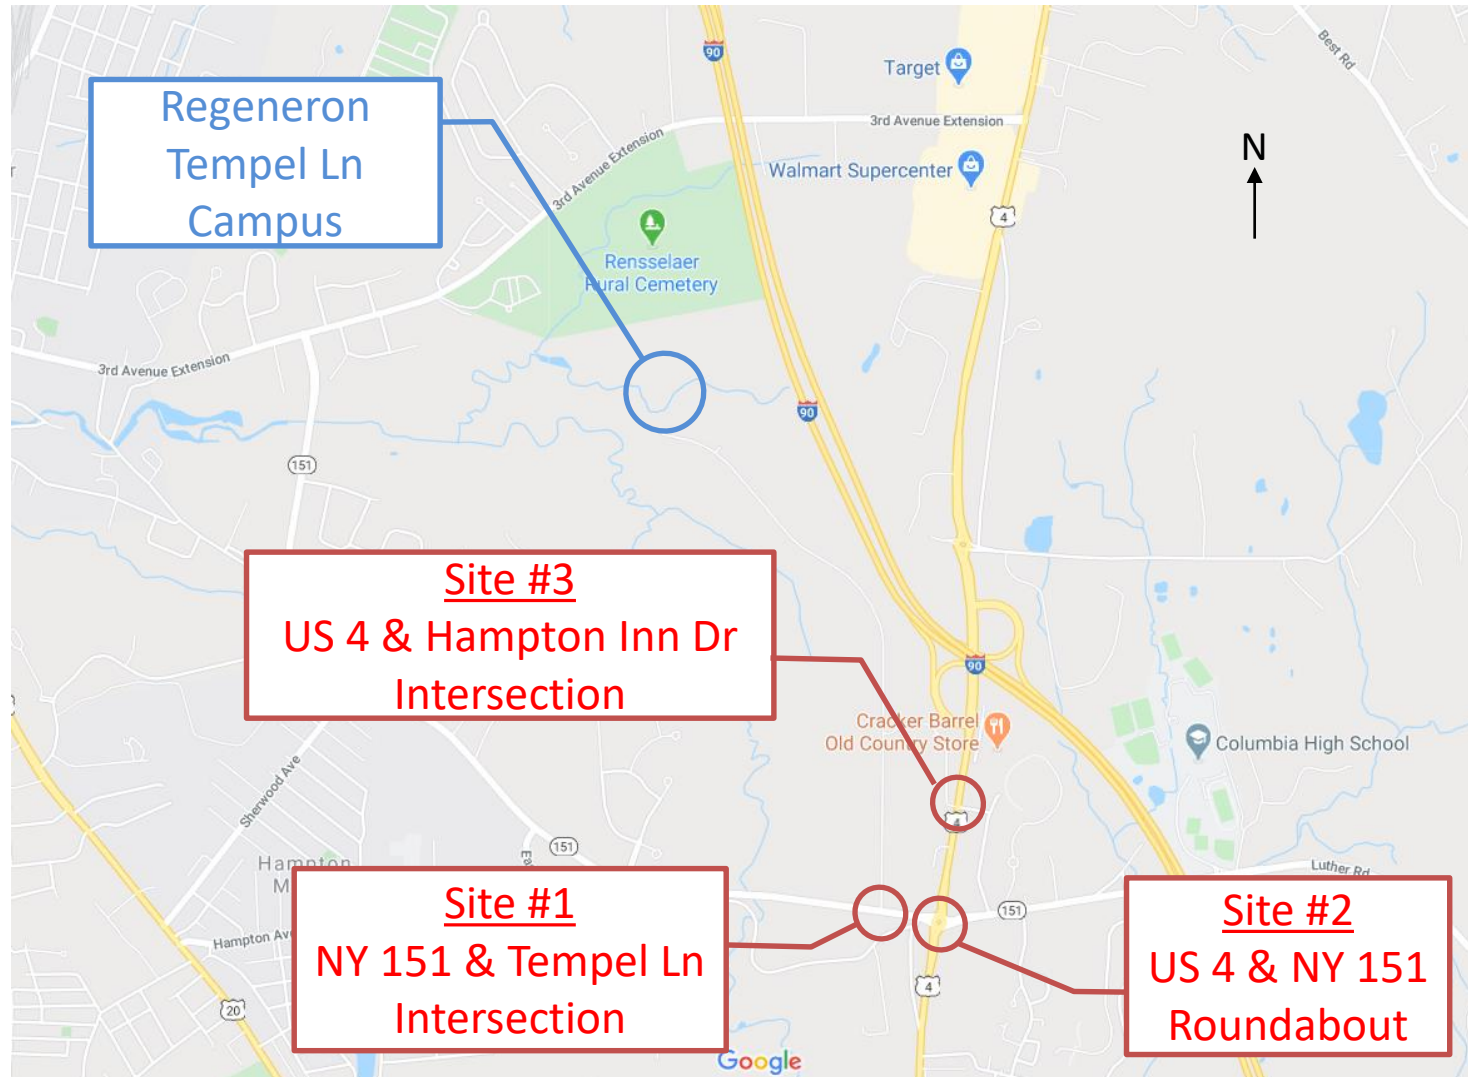 90
Best Rd
Target
Regeneron
Tempel Ln
Campus
3rd Avenue Extension
3rd Avenue Extension
N
Walmart Supercenter
4
Rensselaer
Rural Cemetery
3rd Avenue Extension
90
151
Site #3
US 4 & Hampton Inn Dr
Intersection
90
Cracker Barrel
Old Country Store
Columbia High School
Sherwood Ave
4
151
Hampton
Luther Rd
Site #1
NY 151 & Tempel Ln
Intersection
151
Site #2
US 4 & NY 151
Roundabout
Hampton Av
4
20
Google